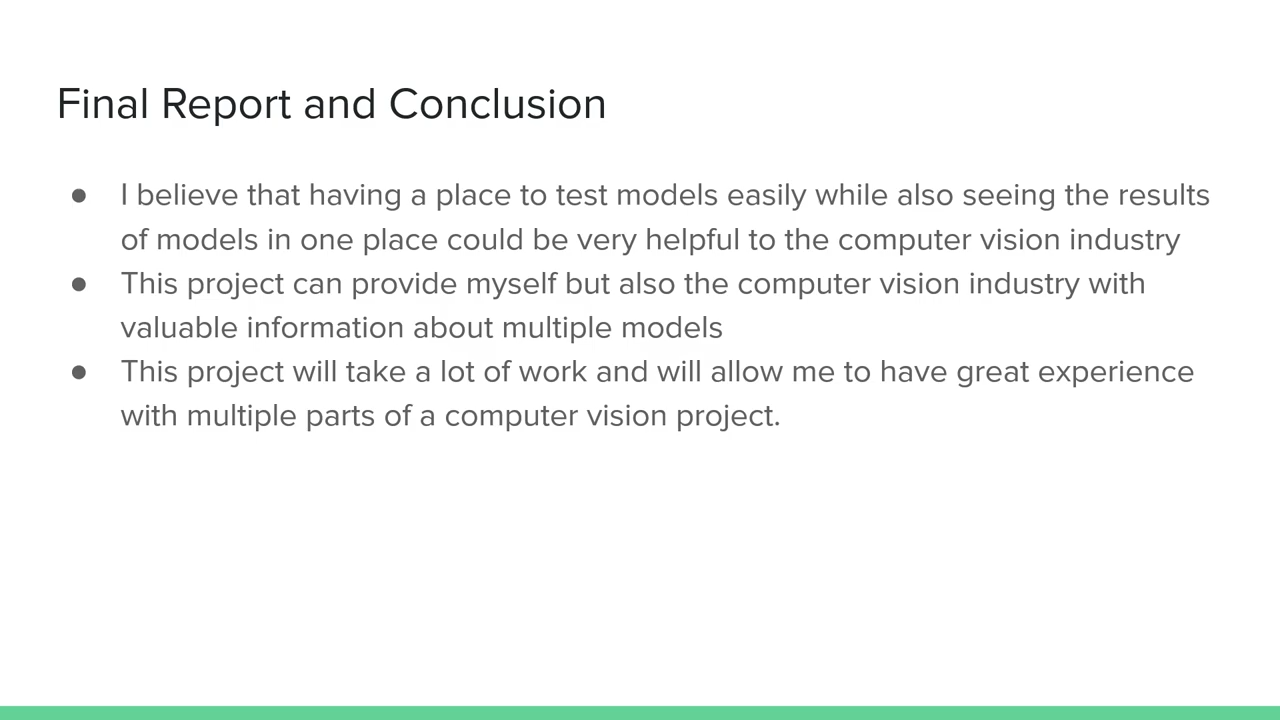 Final Report and Conclusion
● I believe that having a place to test models easily while also seeing the results
of models in one place could be very helpful to the computer vision industry
● This project can provide myself but also the computer vision industry with
valuable information about multiple models
● This project will take a lot of work and will allow me to have great experience
with multiple parts of a computer vision project.